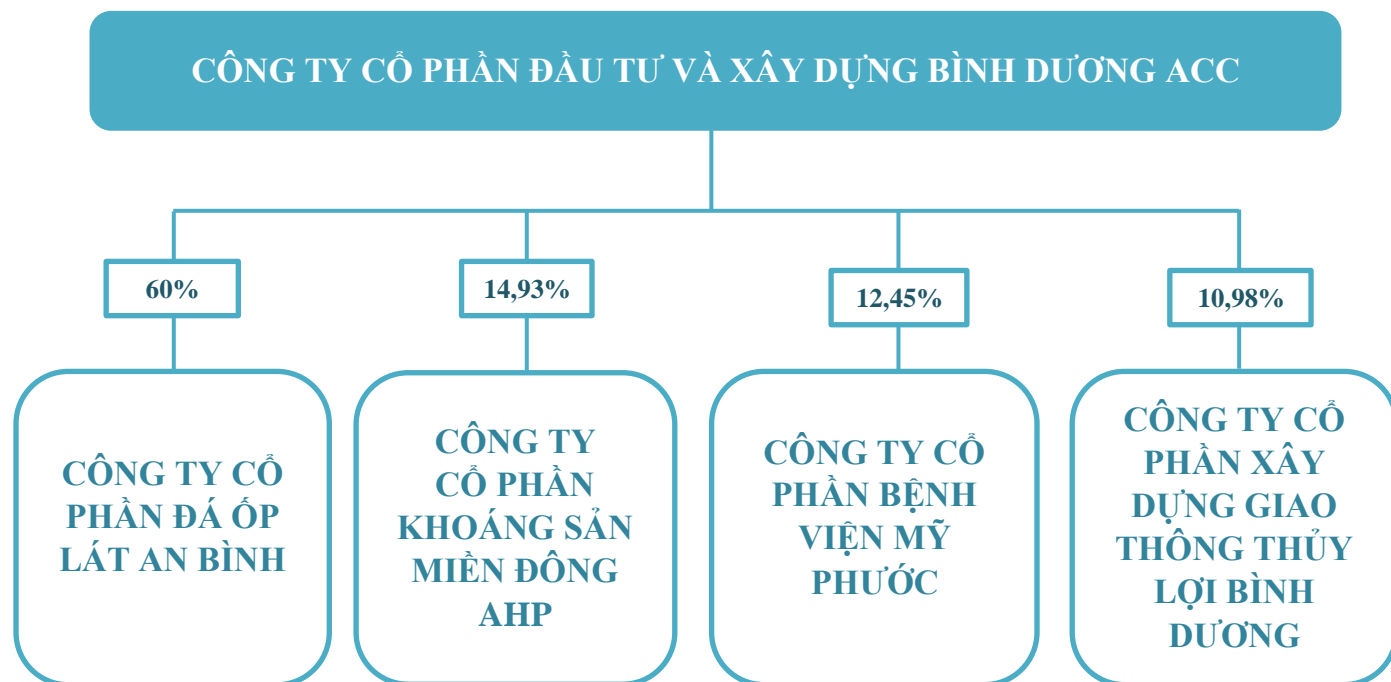 CÔNG TY CỔ PHẦN ĐẦU TƯ VÀ XÂY DỰNG BÌNH DƯƠNG ACC
60%
14,93%
12,45%
10,98%
CÔNG TY CỔ
PHẦN ĐÁ ỐP
LÁT AN BÌNH
CÔNG TY
CỔ PHẦN
KHOÁNG SẢN
MIỀN ĐÔNG
AHP
CÔNG TY CỔ
PHẦN BỆNH
VIỆN MỸ
PHƯỚC
CÔNG TY CỔ
PHẦN XÂY
DỰNG GIAO
THÔNG THỦY
LỢI BÌNH
DƯƠNG